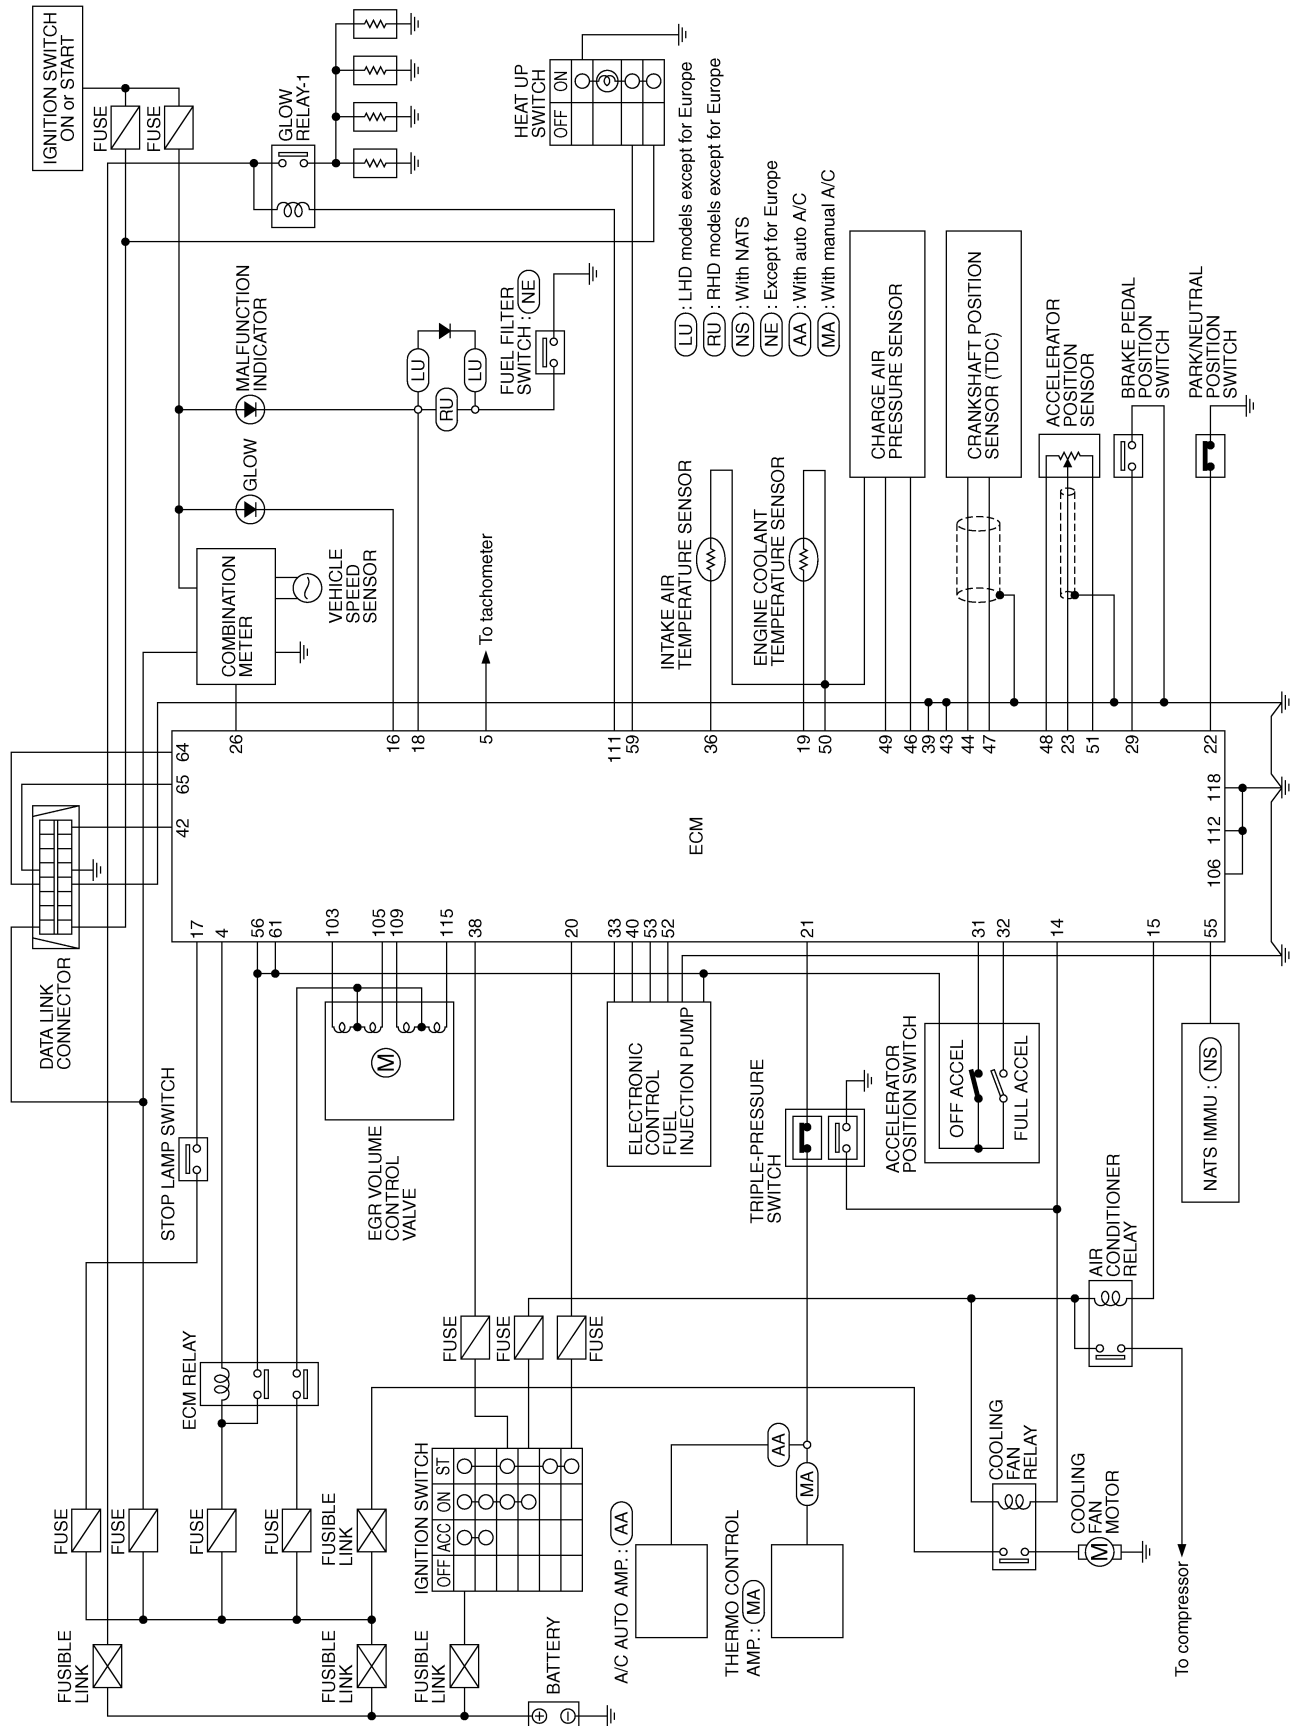 IGNITION SWITCH
ON or START
FUSE
FUSE
GLOW
RELAY-1
HEAT UP
SWITCH
OFF
ON
MALFUNCTION
INDICATOR
GLOW
LU
LU
RU
FUEL FILTER
SWITCH : NE
LU : LHD models except for Europe
RU : RHD models except for Europe
NS : With NATS
NE : Except for Europe
AA : With auto A/C
MA : With manual A/C
COMBINATION
METER
VEHICLE
SPEED
SENSOR
To tachometer
INTAKE AIR
TEMPERATURE SENSOR
ENGINE COOLANT
TEMPERATURE SENSOR
CHARGE AIR
PRESSURE SENSOR
CRANKSHAFT POSITION
SENSOR (TDC)
ACCELERATOR
POSITION
SENSOR
BRAKE PEDAL
POSITION
SWITCH
PARK/NEUTRAL
POSITION
SWITCH
64
65
42
26
16
18
5
111
59
36
19
50
49
46
39
43
44
47
48
23
51
29
22
118
112
106
ECM
17
4
56
61
103
105
109
115
38
20
33
40
53
52
21
31
32
14
15
55
DATA LINK
CONNECTOR
STOP LAMP SWITCH
EGR VOLUME
CONTROL
VALVE
M
ELECTRONIC
CONTROL
FUEL
INJECTION PUMP
TRIPLE-PRESSURE
SWITCH
ACCELERATOR
POSITION SWITCH
OFF ACCEL
FULL ACCEL
NATS IMMU : NS
ECM RELAY
FUSE
FUSE
FUSE
AIR
CONDITIONER
RELAY
FUSE
FUSE
FUSE
FUSE
FUSIBLE
LINK
IGNITION SWITCH
OFF
ACC
ON
ST
A/C AUTO AMP. : AA
AA
MA
THERMO CONTROL
AMP. : MA
COOLING
FAN
RELAY
COOLING
FAN
MOTOR
M
To compressor
FUSIBLE
LINK
FUSIBLE
LINK
FUSIBLE
LINK
BATTERY
+
−